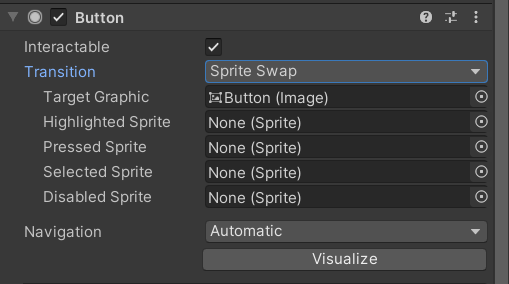 Button
Interactable
Transition Sprite Swap
Target Graphic Button (Image)
Highlighted Sprite None (Sprite)
Pressed Sprite None (Sprite)
Selected Sprite None (Sprite)
Disabled Sprite None (Sprite)
Navigation Automatic
Visualize